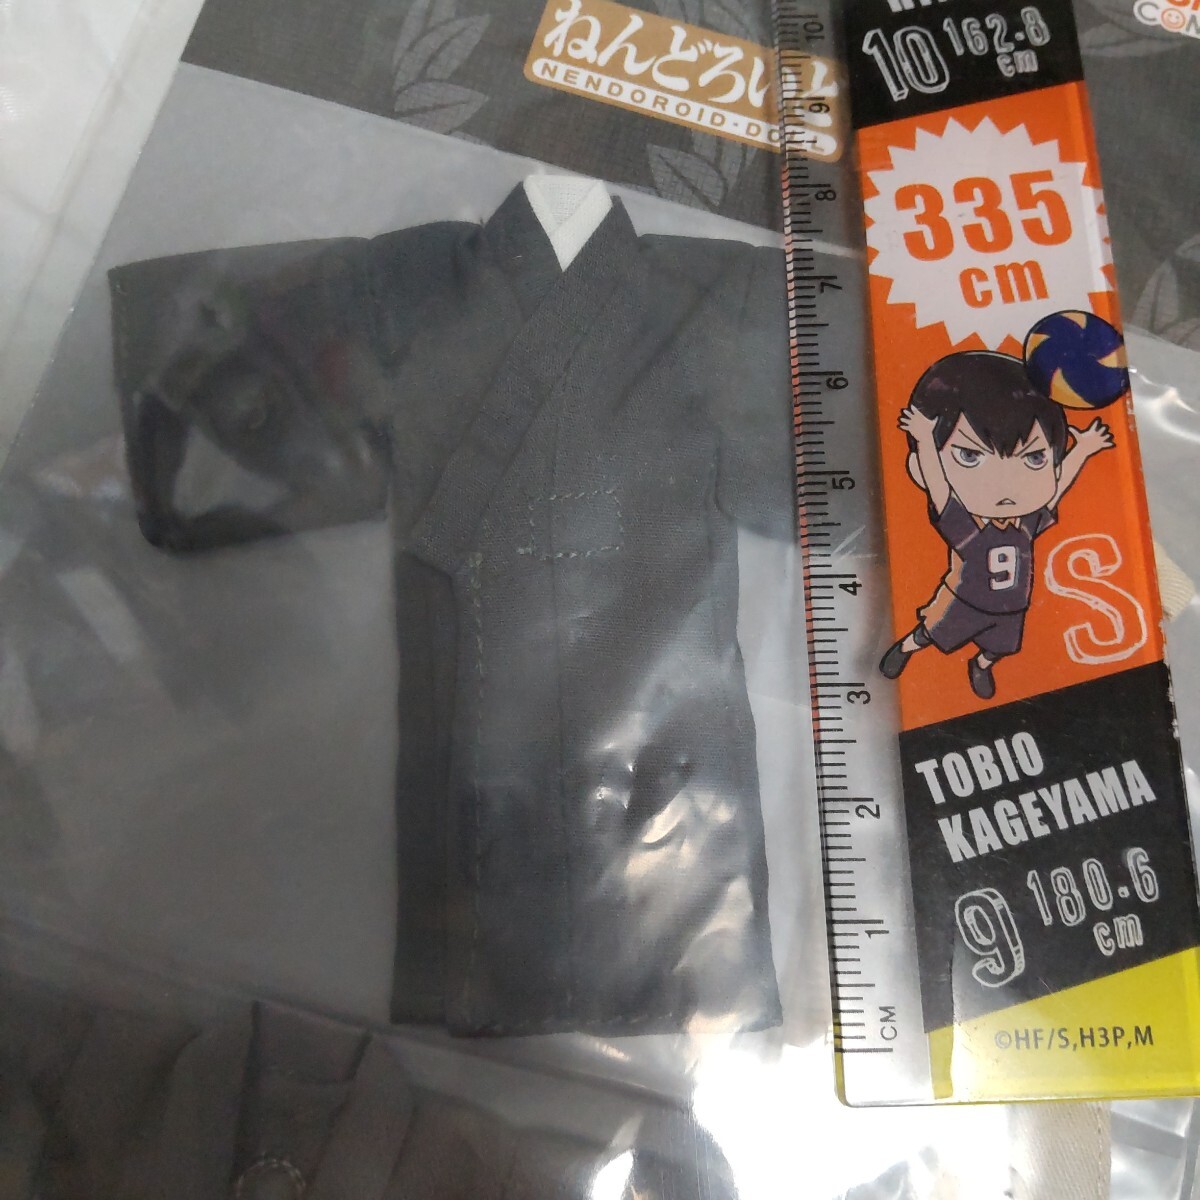 ねんどろいど
NENDOROID·DOLL
10 162.8
cm
335
cm
9
S
TOBIO
KAGEYAMA
9 180.6
cm
©HF/S,H3P,M
10
9
8
7
6
5
4
3
2
1
CM